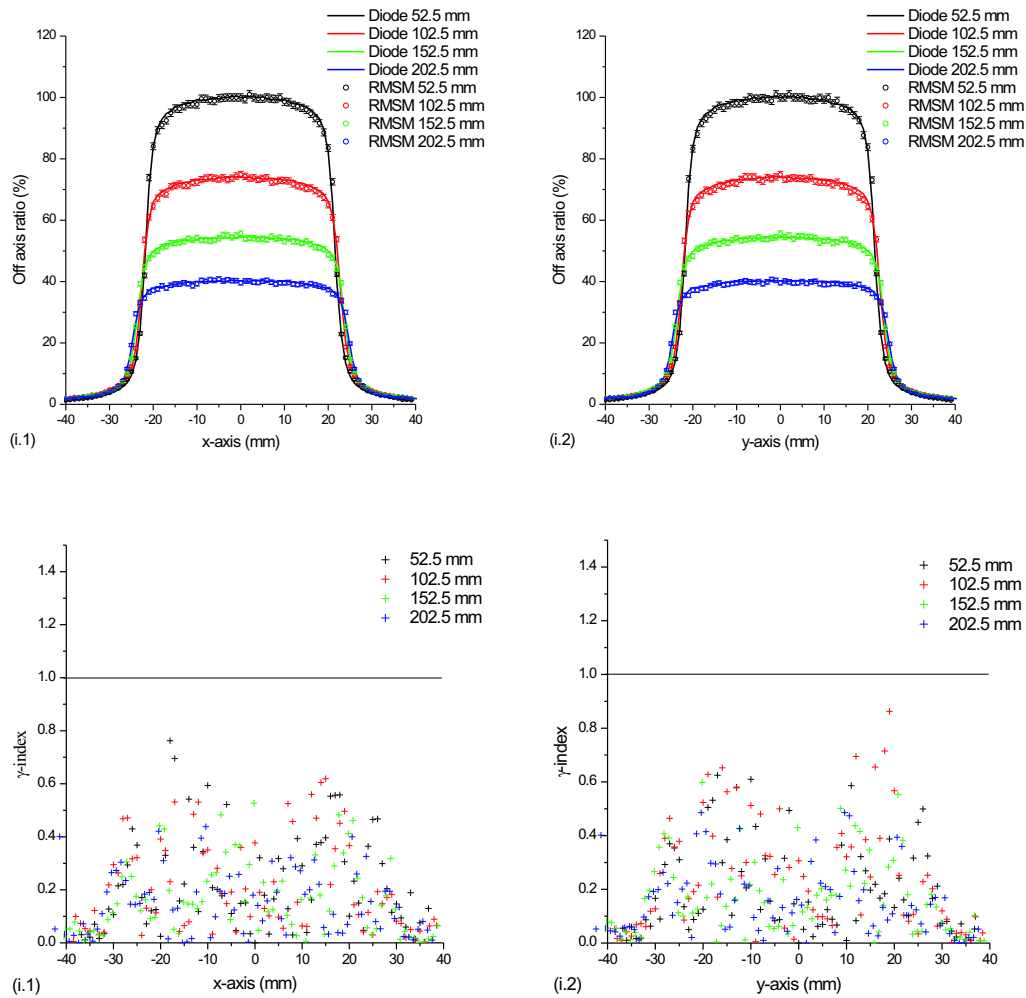 Diode 52.5 mm
Diode 102.5 mm
Diode 152.5 mm
Diode 202.5 mm
RMSM 52.5 mm
RMSM 102.5 mm
RMSM 152.5 mm
RMSM 202.5 mm
120
100
80
60
40
20
0
Off axis ratio (%)
-40 -30 -20 -10 0 10 20 30 40
x-axis (mm)
(i.1)
Diode 52.5 mm
Diode 102.5 mm
Diode 152.5 mm
Diode 202.5 mm
RMSM 52.5 mm
RMSM 102.5 mm
RMSM 152.5 mm
RMSM 202.5 mm
120
100
80
60
40
20
0
Off axis ratio (%)
-40 -30 -20 -10 0 10 20 30 40
y-axis (mm)
(i.2)
52.5 mm
102.5 mm
152.5 mm
202.5 mm
1.4
1.2
1.0
0.8
0.6
0.4
0.2
0.0
γ-index
-40 -30 -20 -10 0 10 20 30 40
x-axis (mm)
(i.1)
52.5 mm
102.5 mm
152.5 mm
202.5 mm
1.4
1.2
1.0
0.8
0.6
0.4
0.2
0.0
γ-index
-40 -30 -20 -10 0 10 20 30 40
y-axis (mm)
(i.2)